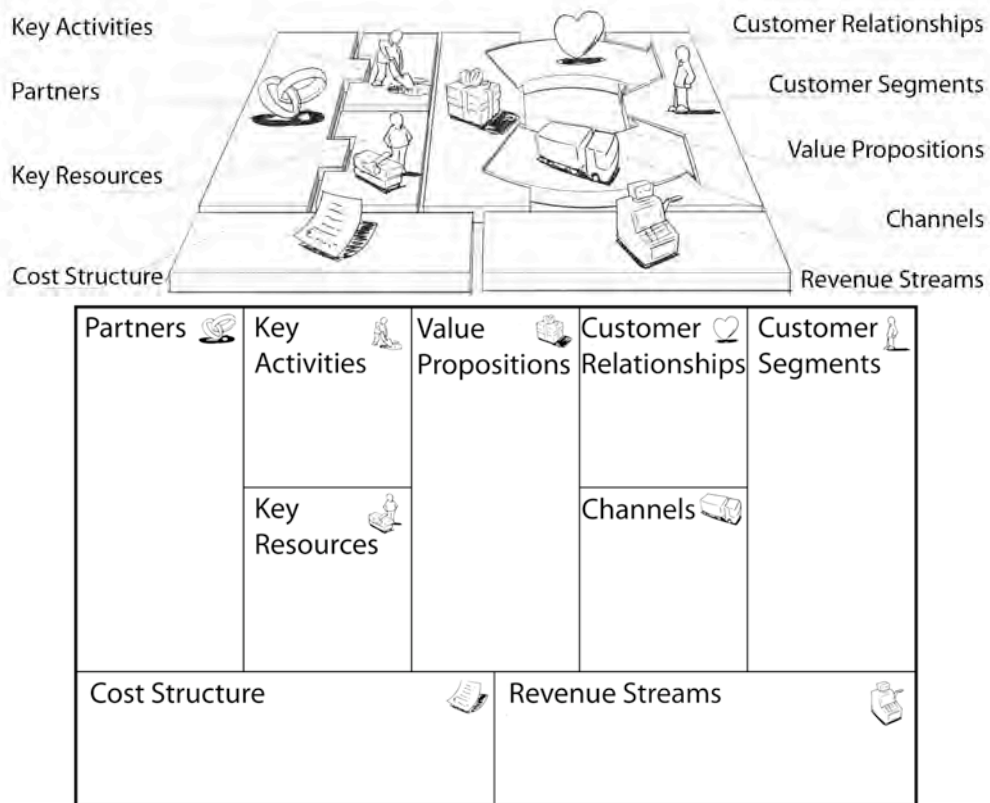 Key Activities
Customer Relationships
Partners
Customer Segments
Key Resources
Value Propositions
Channels
Cost Structure
Revenue Streams
Partners
Key
Activities
Value
Propositions
Customer
Relationships
Customer
Segments
Key
Resources
Channels
Cost Structure
Revenue Streams